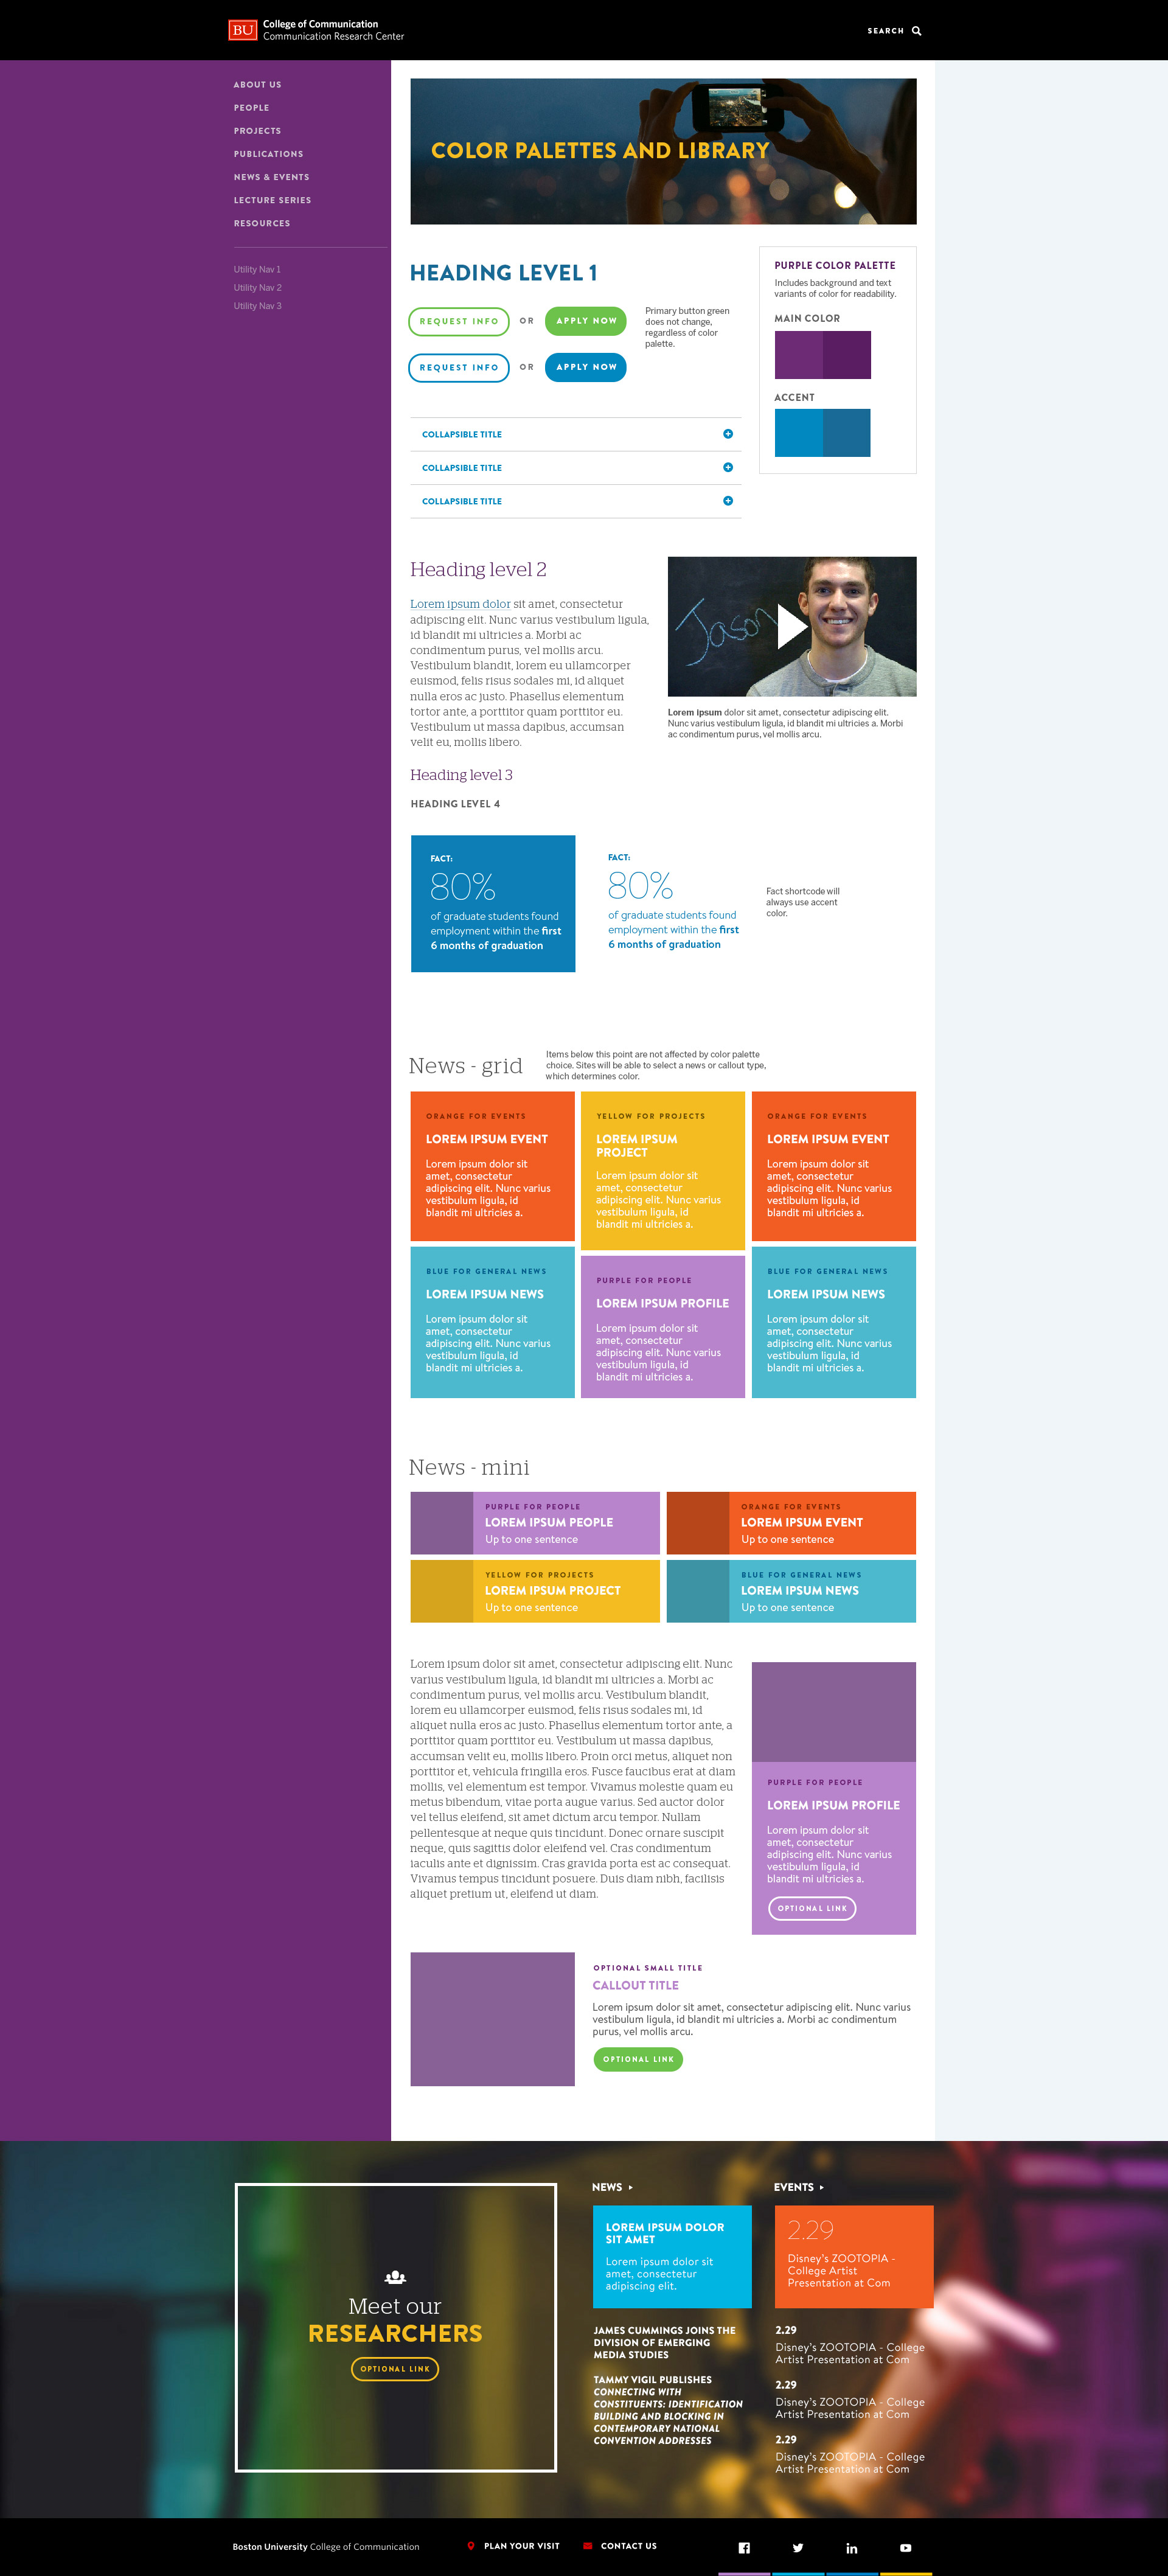 BU
College of Communication
Communication Research Center
SEARCH
ABOUT US
PEOPLE
PROJECTS
PUBLICATIONS
NEWS & EVENTS
LECTURE SERIES
RESOURCES
Utility Nav 1
Utility Nav 2
Utility Nav 3
COLOR PALETTES AND LIBRARY
HEADING LEVEL 1
REQUEST INFO OR APPLY NOW
REQUEST INFO OR APPLY NOW
Primary button green
does not change,
regardless of color
palette.
PURPLE COLOR PALETTE
Includes background and text
variants of color for readability.
MAIN COLOR
ACCENT
COLLAPSIBLE TITLE
COLLAPSIBLE TITLE
COLLAPSIBLE TITLE
Heading level 2
Lorem ipsum dolor sit amet, consectetur
adipiscing elit. Nunc varius vestibulum ligula,
id blandit mi ultricies a. Morbi ac
condimentum purus, vel mollis arcu.
Vestibulum blandit, lorem eu ullamcorper
euismod, felis risus sodales mi, id aliquet
nulla eros ac justo. Phasellus elementum
tortor ante, a porttitor quam porttitor eu.
Vestibulum ut massa dapibus, accumsan
velit eu, mollis libero.
Jason
Lorem ipsum dolor sit amet, consectetur adipiscing elit.
Nunc varius vestibulum ligula, id blandit mi ultricies a. Morbi
ac condimentum purus, vel mollis arcu.
Heading level 3
HEADING LEVEL 4
FACT:
80%
of graduate students found
employment within the first
6 months of graduation
FACT:
80%
of graduate students found
employment within the first
6 months of graduation
Fact shortcode will
always use accent
color.
News - grid
Items below this point are not affected by color palette
choice. Sites will be able to select a news or callout type,
which determines color.
ORANGE FOR EVENTS
LOREM IPSUM EVENT
Lorem ipsum dolor sit
amet, consectetur
adipiscing elit. Nunc varius
vestibulum ligula, id
blandit mi ultricies a.
YELLOW FOR PROJECTS
LOREM IPSUM
PROJECT
Lorem ipsum dolor sit
amet, consectetur
adipiscing elit. Nunc varius
vestibulum ligula, id
blandit mi ultricies a.
ORANGE FOR EVENTS
LOREM IPSUM EVENT
Lorem ipsum dolor sit
amet, consectetur
adipiscing elit. Nunc varius
vestibulum ligula, id
blandit mi ultricies a.
BLUE FOR GENERAL NEWS
LOREM IPSUM NEWS
Lorem ipsum dolor sit
amet, consectetur
adipiscing elit. Nunc varius
vestibulum ligula, id
blandit mi ultricies a.
PURPLE FOR PEOPLE
LOREM IPSUM PROFILE
Lorem ipsum dolor sit
amet, consectetur
adipiscing elit. Nunc varius
vestibulum ligula, id
blandit mi ultricies a.
BLUE FOR GENERAL NEWS
LOREM IPSUM NEWS
Lorem ipsum dolor sit
amet, consectetur
adipiscing elit. Nunc varius
vestibulum ligula, id
blandit mi ultricies a.
News - mini
PURPLE FOR PEOPLE
LOREM IPSUM PEOPLE
Up to one sentence
ORANGE FOR EVENTS
LOREM IPSUM EVENT
Up to one sentence
YELLOW FOR PROJECTS
LOREM IPSUM PROJECT
Up to one sentence
BLUE FOR GENERAL NEWS
LOREM IPSUM NEWS
Up to one sentence
Lorem ipsum dolor sit amet, consectetur adipiscing elit. Nunc
varius vestibulum ligula, id blandit mi ultricies a. Morbi ac
condimentum purus, vel mollis arcu. Vestibulum blandit,
lorem eu ullamcorper euismod, felis risus sodales mi, id
aliquet nulla eros ac justo. Phasellus elementum tortor ante, a
porttitor quam porttitor eu. Vestibulum ut massa dapibus,
accumsan velit eu, mollis libero. Proin orci metus, aliquet non
porttitor et, vehicula fringilla eros. Fusce faucibus erat at diam
mollis, vel elementum est tempor. Vivamus molestie quam eu
metus bibendum, vitae porta augue varius. Sed auctor dolor
vel tellus eleifend, sit amet dictum arcu tempor. Nullam
pellentesque at neque quis tincidunt. Donec ornare suscipit
neque, quis sagittis dolor eleifend vel. Cras condimentum
iaculis ante et dignissim. Cras gravida porta est ac consequat.
Vivamus tempus tincidunt posuere. Duis diam nibh, facilisis
aliquet pretium ut, eleifend ut diam.
PURPLE FOR PEOPLE
LOREM IPSUM PROFILE
Lorem ipsum dolor sit
amet, consectetur
adipiscing elit. Nunc varius
vestibulum ligula, id
blandit mi ultricies a.
OPTIONAL LINK
OPTIONAL SMALL TITLE
CALLOUT TITLE
Lorem ipsum dolor sit amet, consectetur adipiscing elit. Nunc varius
vestibulum ligula, id blandit mi ultricies a. Morbi ac condimentum
purus, vel mollis arcu.
OPTIONAL LINK
Meet our
RESEARCHERS
OPTIONAL LINK
NEWS
LOREM IPSUM DOLOR
SIT AMET
Lorem ipsum dolor sit
amet, consectetur
adipiscing elit.
JAMES CUMMINGS JOINS THE
DIVISION OF EMERGING
MEDIA STUDIES
TAMMY VIGIL PUBLISHES
CONNECTING WITH
CONSTITUENTS: IDENTIFICATION
BUILDING AND BLOCKING IN
CONTEMPORARY NATIONAL
CONVENTION ADDRESSES
EVENTS
2.29
Disney's ZOOTOPIA -
College Artist
Presentation at Com
2.29
Disney's ZOOTOPIA - College
Artist Presentation at Com
2.29
Disney's ZOOTOPIA - College
Artist Presentation at Com
2.29
Disney's ZOOTOPIA - College
Artist Presentation at Com
Boston University College of Communication
PLAN YOUR VISIT
CONTACT US